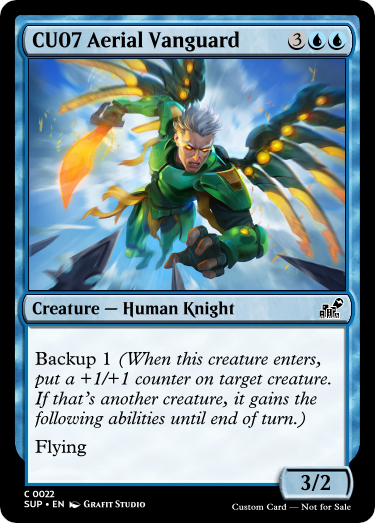 CU07 Aerial Vanguard 3
Creature — Human Knight
Backup 1 (When this creature enters,
put a +1/+1 counter on target creature.
If that's another creature, it gains the
following abilities until end of turn.)
Flying
3/2
C 0022
SUP • EN Grafit Studio
Custom Card — Not for Sale